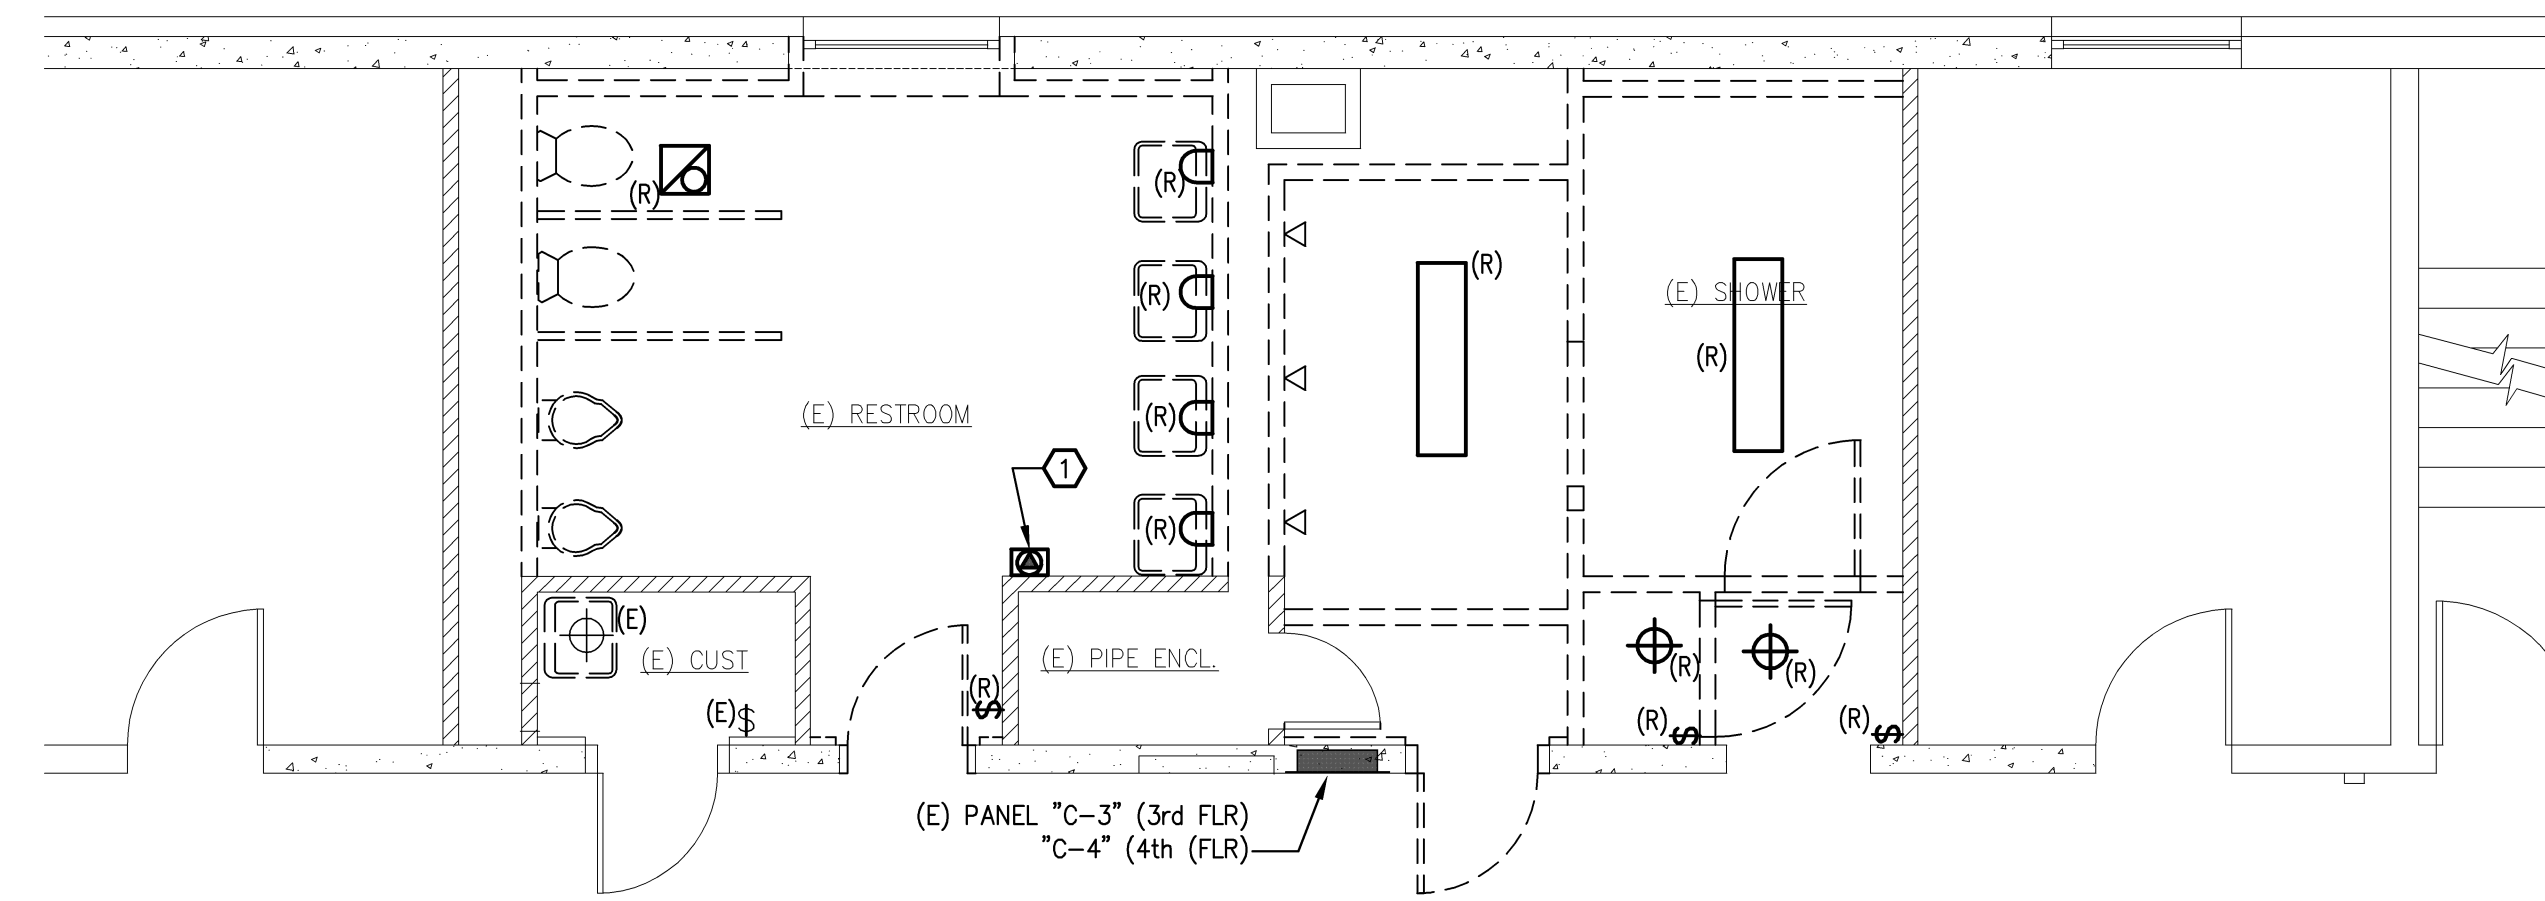 (R)
(R)
(R)
(R)
(E) SHOWER
(R)
(E) RESTROOM
(R)
1
(R)
(E)
(E) CUST
(E) PIPE ENCL.
(R)
(R)
(R)
(E)$
$
(R)
$
(R)
$
(E) PANEL "C-3" (3rd FLR)
"C-4" (4th (FLR)